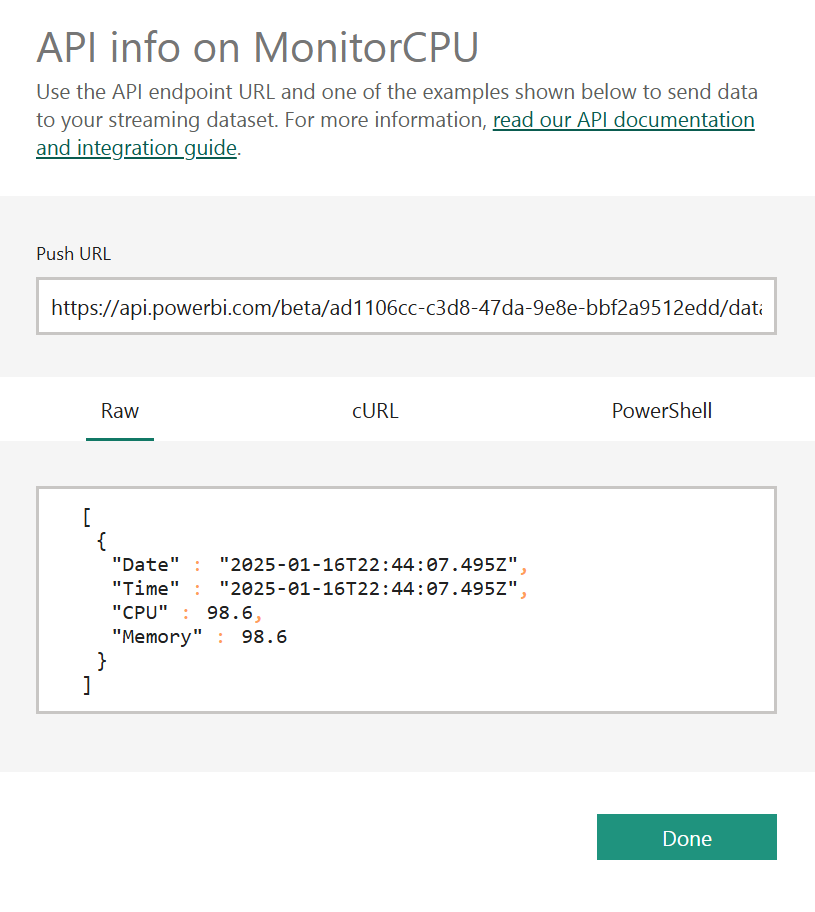 API info on MonitorCPU
Use the API endpoint URL and one of the examples shown below to send data
to your streaming dataset. For more information, read our API documentation
and integration guide.
Push URL
https://api.powerbi.com/beta/ad1106cc-c3d8-47da-9e8e-bbf2a9512edd/data
Raw cURL PowerShell
[
{
"Date" : "2025-01-16T22:44:07.495Z",
"Time" : "2025-01-16T22:44:07.495Z",
"CPU" : 98.6,
"Memory" : 98.6
}
]
Done